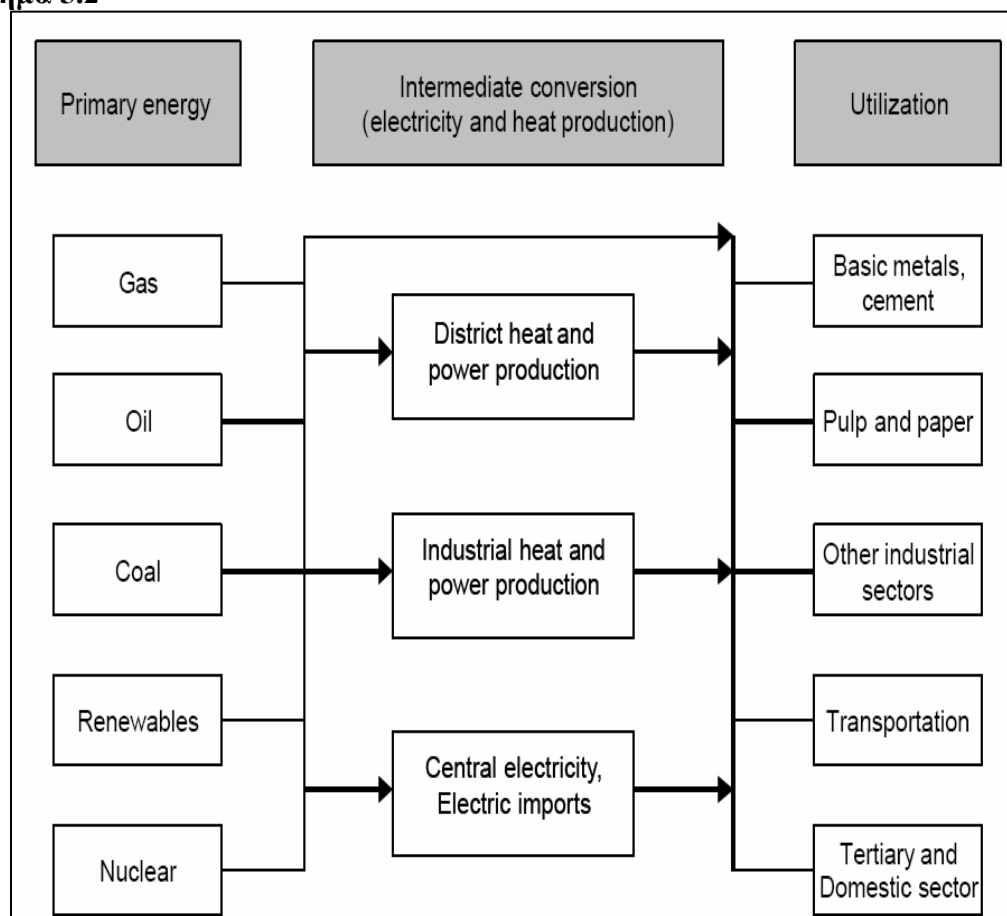 Primary energy
Intermediate conversion
(electricity and heat production)
Utilization
Gas
Oil
Coal
Renewables
Nuclear
District heat and
power production
Industrial heat and
power production
Central electricity,
Electric imports
Basic metals,
cement
Pulp and paper
Other industrial
sectors
Transportation
Tertiary and
Domestic sector